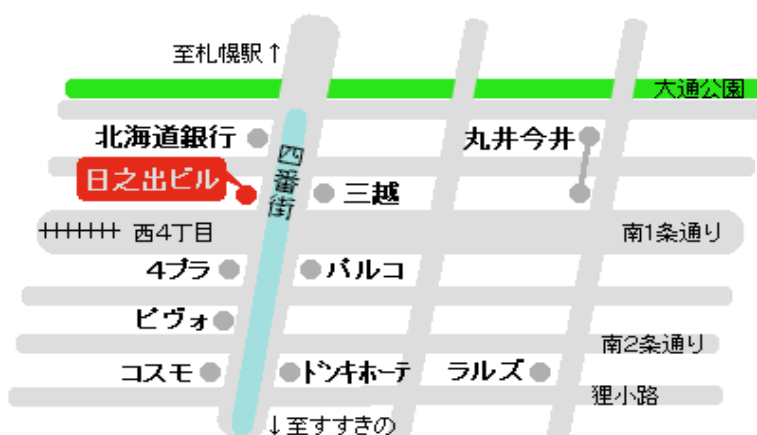 至札幌駅↑
大通公園
北海道銀行
丸井今井
四番街
日之出ビル
三越
西4丁目
南1条通り
4プラ
パルコ
ピヴォ
南2条通り
コスモ
ドンキホーテ
ラルズ
狸小路
↓至すすきの